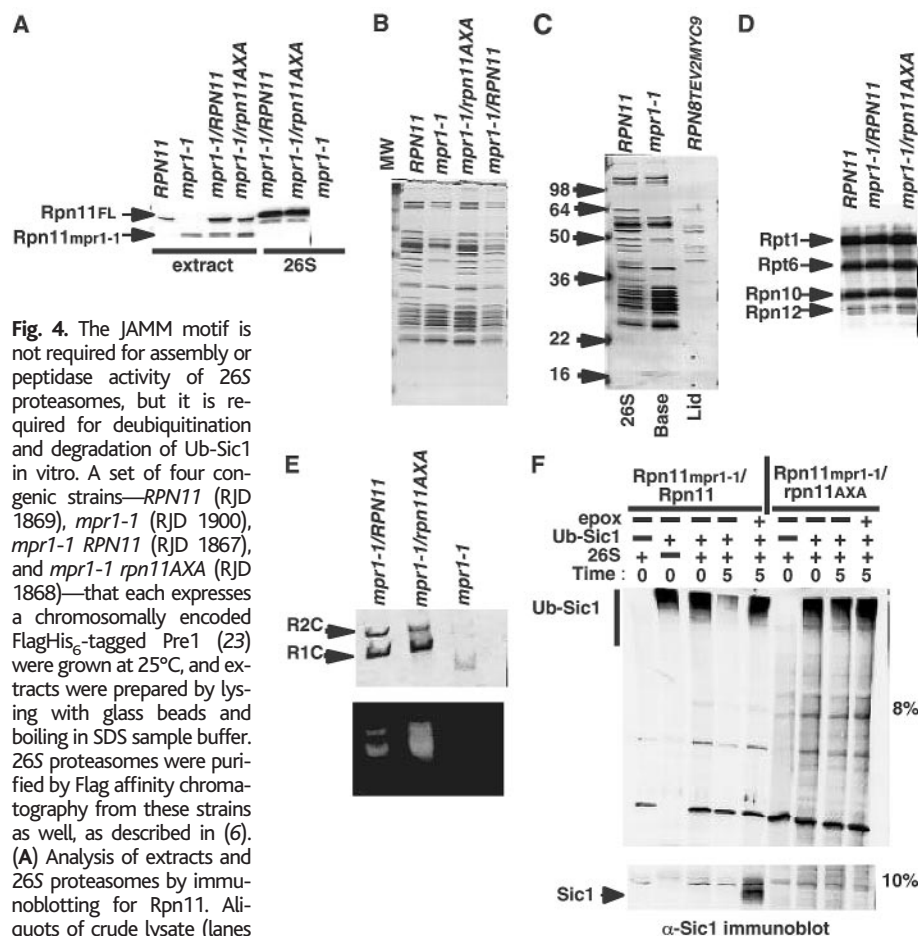 A
RPN11
mpr1-1
mpr1-1/RPN11
mpr1-1/rpn11AXA
mpr1-1/RPN11
mpr1-1/rpn11AXA
mpr1-1
Rpn11FL
Rpn11mpr1-1
extract
26S
B
MW
RPN11
mpr1-1
mpr1-1/rpn11AXA
mpr1-1/RPN11
C
RPN11
mpr1-1
RPN8TEV2MYC9
98
64
50
36
22
16
26S
Base
Lid
D
RPN11
mpr1-1/RPN11
mpr1-1/rpn11AXA
Rpt1
Rpt6
Rpn10
Rpn12
Fig. 4. The JAMM motif is
not required for assembly or
peptidase activity of 26S
proteasomes, but it is re-
quired for deubiquitination
and degradation of Ub-Sic1
in vitro. A set of four con-
genic strains—RPN11 (RJD
1869), mpr1-1 (RJD 1900),
mpr1-1 RPN11 (RJD 1867),
and mpr1-1 rpn11AXA (RJD
1868)—that each expresses
a chromosomally encoded
FlagHis6-tagged Pre1 (23)
were grown at 25°C, and ex-
tracts were prepared by lys-
ing with glass beads and
boiling in SDS sample buffer.
26S proteasomes were puri-
fied by Flag affinity chroma-
tography from these strains
as well, as described in (6).
(A) Analysis of extracts and
26S proteasomes by immu-
noblotting for Rpn11. Ali-
quots of crude lysate (lanes
E
mpr1-1/RPN11
mpr1-1/rpn11AXA
mpr1-1
R2C
R1C
F
Rpn11mpr1-1/
Rpn11
Rpn11mpr1-1/
rpn11AXA
epox – – – – + – – – +
Ub-Sic1 – + + + + – + + +
26S + – + + + + + + +
Time : 0 0 0 5 5 0 0 5 5
Ub-Sic1
8%
10%
Sic1
α-Sic1 immunoblot